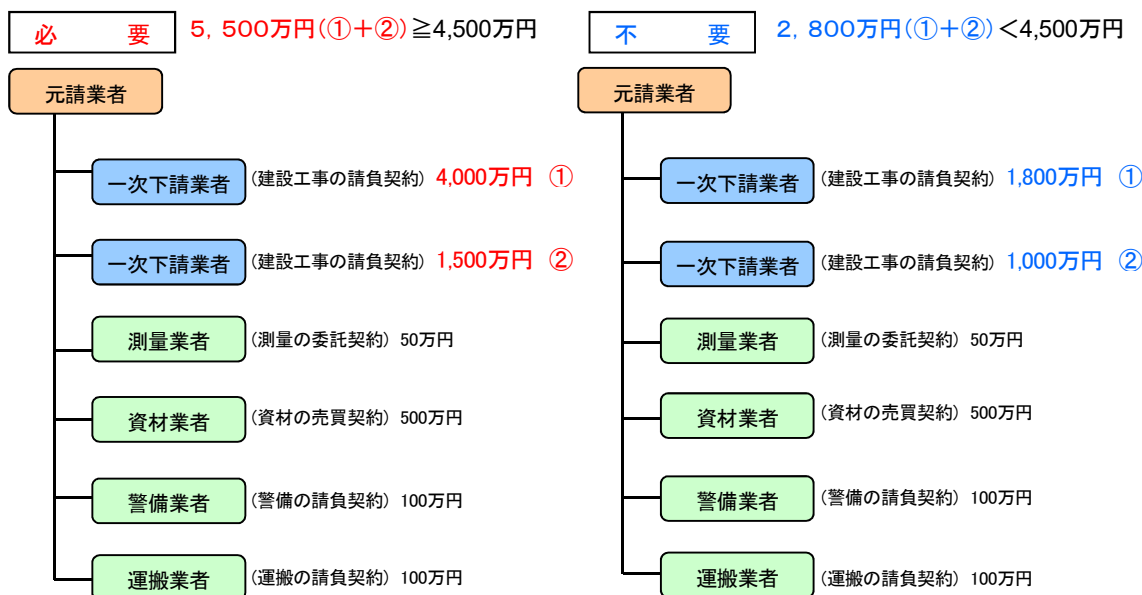 必 要 5,500万円(①+②)≧4,500万円
元請業者
一次下請業者 (建設工事の請負契約) 4,000万円 ①
一次下請業者 (建設工事の請負契約) 1,500万円 ②
測量業者 (測量の委託契約) 50万円
資材業者 (資材の売買契約) 500万円
警備業者 (警備の請負契約) 100万円
運搬業者 (運搬の請負契約) 100万円
不 要 2,800万円(①+②)<4,500万円
元請業者
一次下請業者 (建設工事の請負契約) 1,800万円 ①
一次下請業者 (建設工事の請負契約) 1,000万円 ②
測量業者 (測量の委託契約) 50万円
資材業者 (資材の売買契約) 500万円
警備業者 (警備の請負契約) 100万円
運搬業者 (運搬の請負契約) 100万円